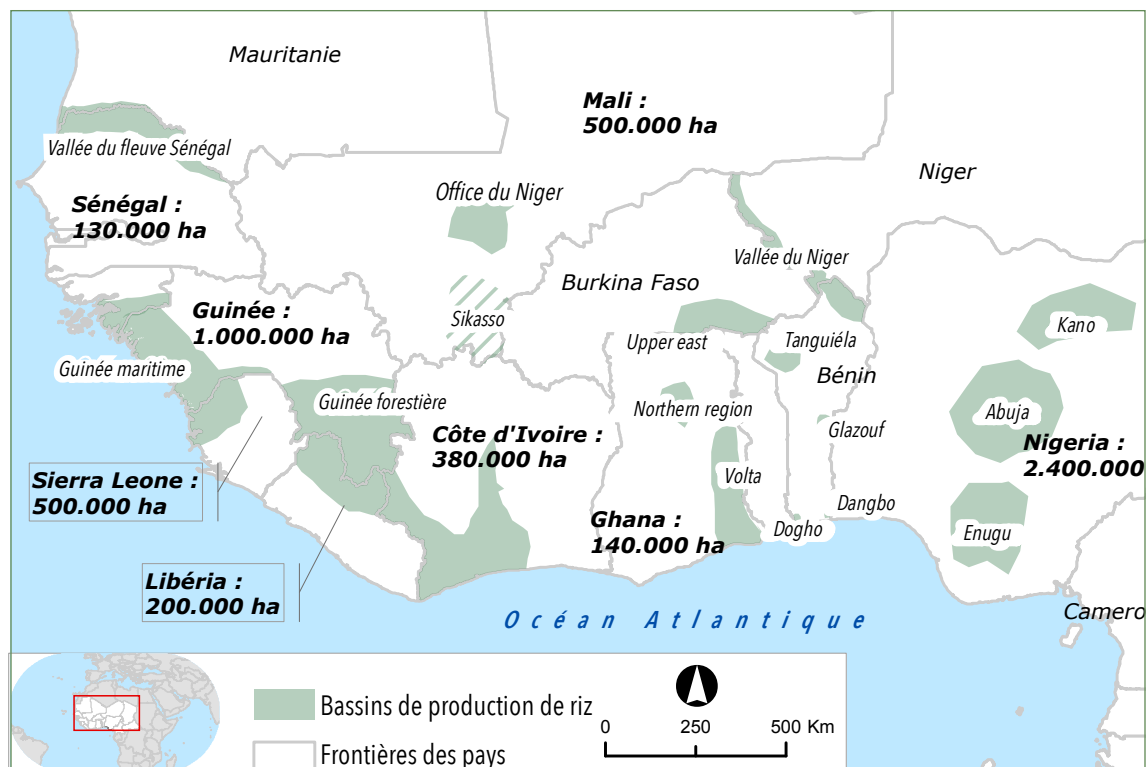 Mauritanie
Mali :
500.000 ha
Vallée du fleuve Sénégal
Niger
Office du Niger
Sénégal :
130.000 ha
Vallée du Niger
Burkina Faso
Guinée :
1.000.000 ha
Sikasso
Kano
Upper east
Tanguiéla
Guinée maritime
Bénin
Guinée forestière
Northern region
Abuja
Glazouf
Côte d'Ivoire :
380.000 ha
Nigeria :
2.400.000
Sierra Leone :
500.000 ha
Volta
Dangbo
Ghana :
140.000 ha
Dogho
Enugu
Libéria :
200.000 ha
Camero
Océan Atlantique
Bassins de production de riz
Frontières des pays
0 250 500 Km